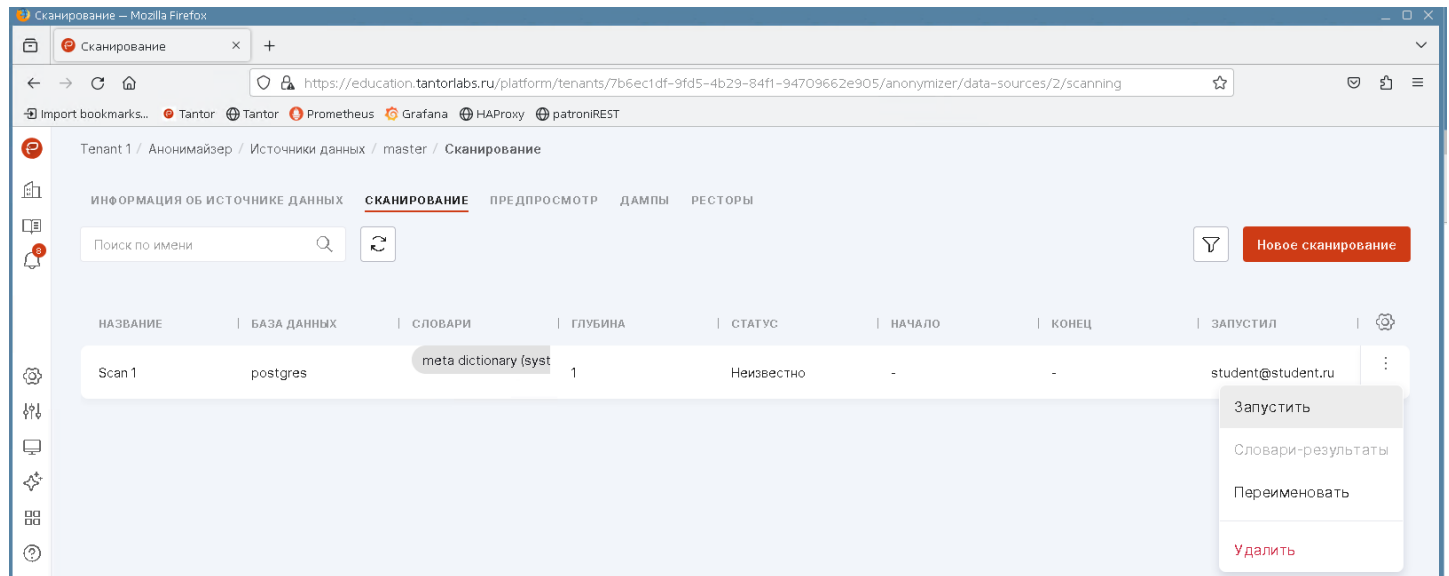 Сканирование — Mozilla Firefox
Сканирование
https://education.tantorlabs.ru/platform/tenants/7b6ec1df-9fd5-4b29-84f1-94709662e905/anonymizer/data-sources/2/scanning
Import bookmarks... Tantor Tantor Prometheus Grafana HAProxy patroniREST
Tenant 1 / Анонимайзер / Источники данных / master / Сканирование
ИНФОРМАЦИЯ ОБ ИСТОЧНИКЕ ДАННЫХ СКАНИРОВАНИЕ ПРЕДПРОСМОТР ДАМПЫ РЕСТОРЫ
8
Поиск по имени Новое сканирование
НАЗВАНИЕ БАЗА ДАННЫХ СЛОВАРИ ГЛУБИНА СТАТУС НАЧАЛО КОНЕЦ ЗАПУСТИЛ
Scan 1 postgres meta dictionary (syst 1 Неизвестно - - student@student.ru
Запустить
Словари-результаты
Переименовать
Удалить